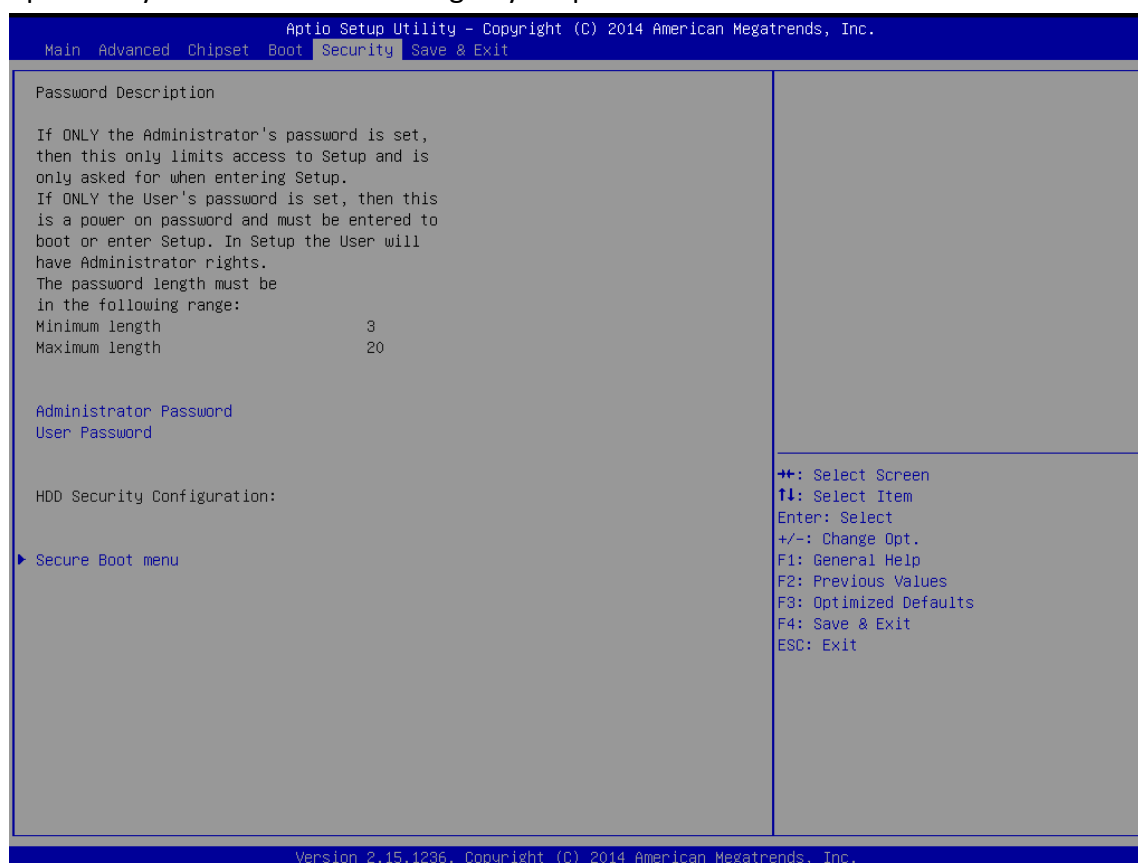 Aptio Setup Utility – Copyright (C) 2014 American Megatrends, Inc.
Main Advanced Chipset Boot Security Save & Exit
Password Description
If ONLY the Administrator's password is set,
then this only limits access to Setup and is
only asked for when entering Setup.
If ONLY the User's password is set, then this
is a power on password and must be entered to
boot or enter Setup. In Setup the User will
have Administrator rights.
The password length must be
in the following range:
Minimum length 3
Maximum length 20
Administrator Password
User Password
HDD Security Configuration:
▶ Secure Boot menu
→←: Select Screen
↑↓: Select Item
Enter: Select
+/-: Change Opt.
F1: General Help
F2: Previous Values
F3: Optimized Defaults
F4: Save & Exit
ESC: Exit
Version 2.15.1236. Copyright (C) 2014 American Megatrends, Inc.